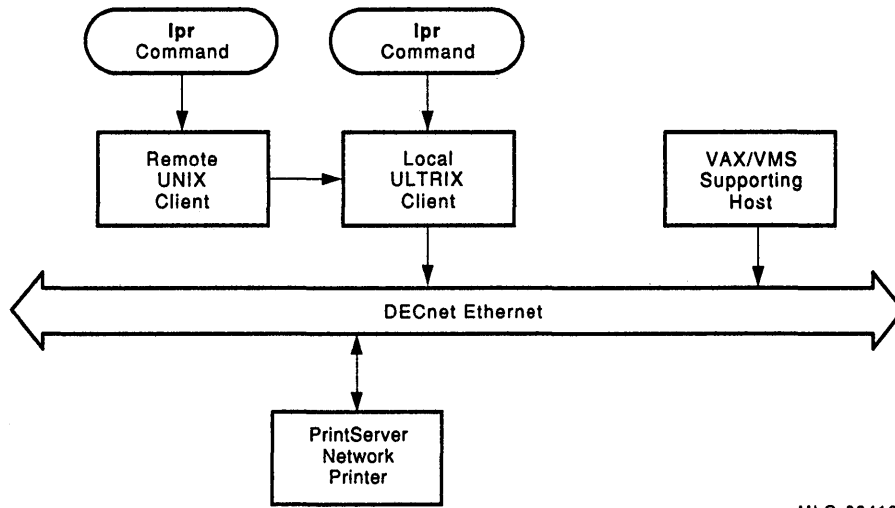 lpr
Command
lpr
Command
Remote
UNIX
Client
Local
ULTRIX
Client
VAX/VMS
Supporting
Host
DECnet Ethernet
PrintServer
Network
Printer